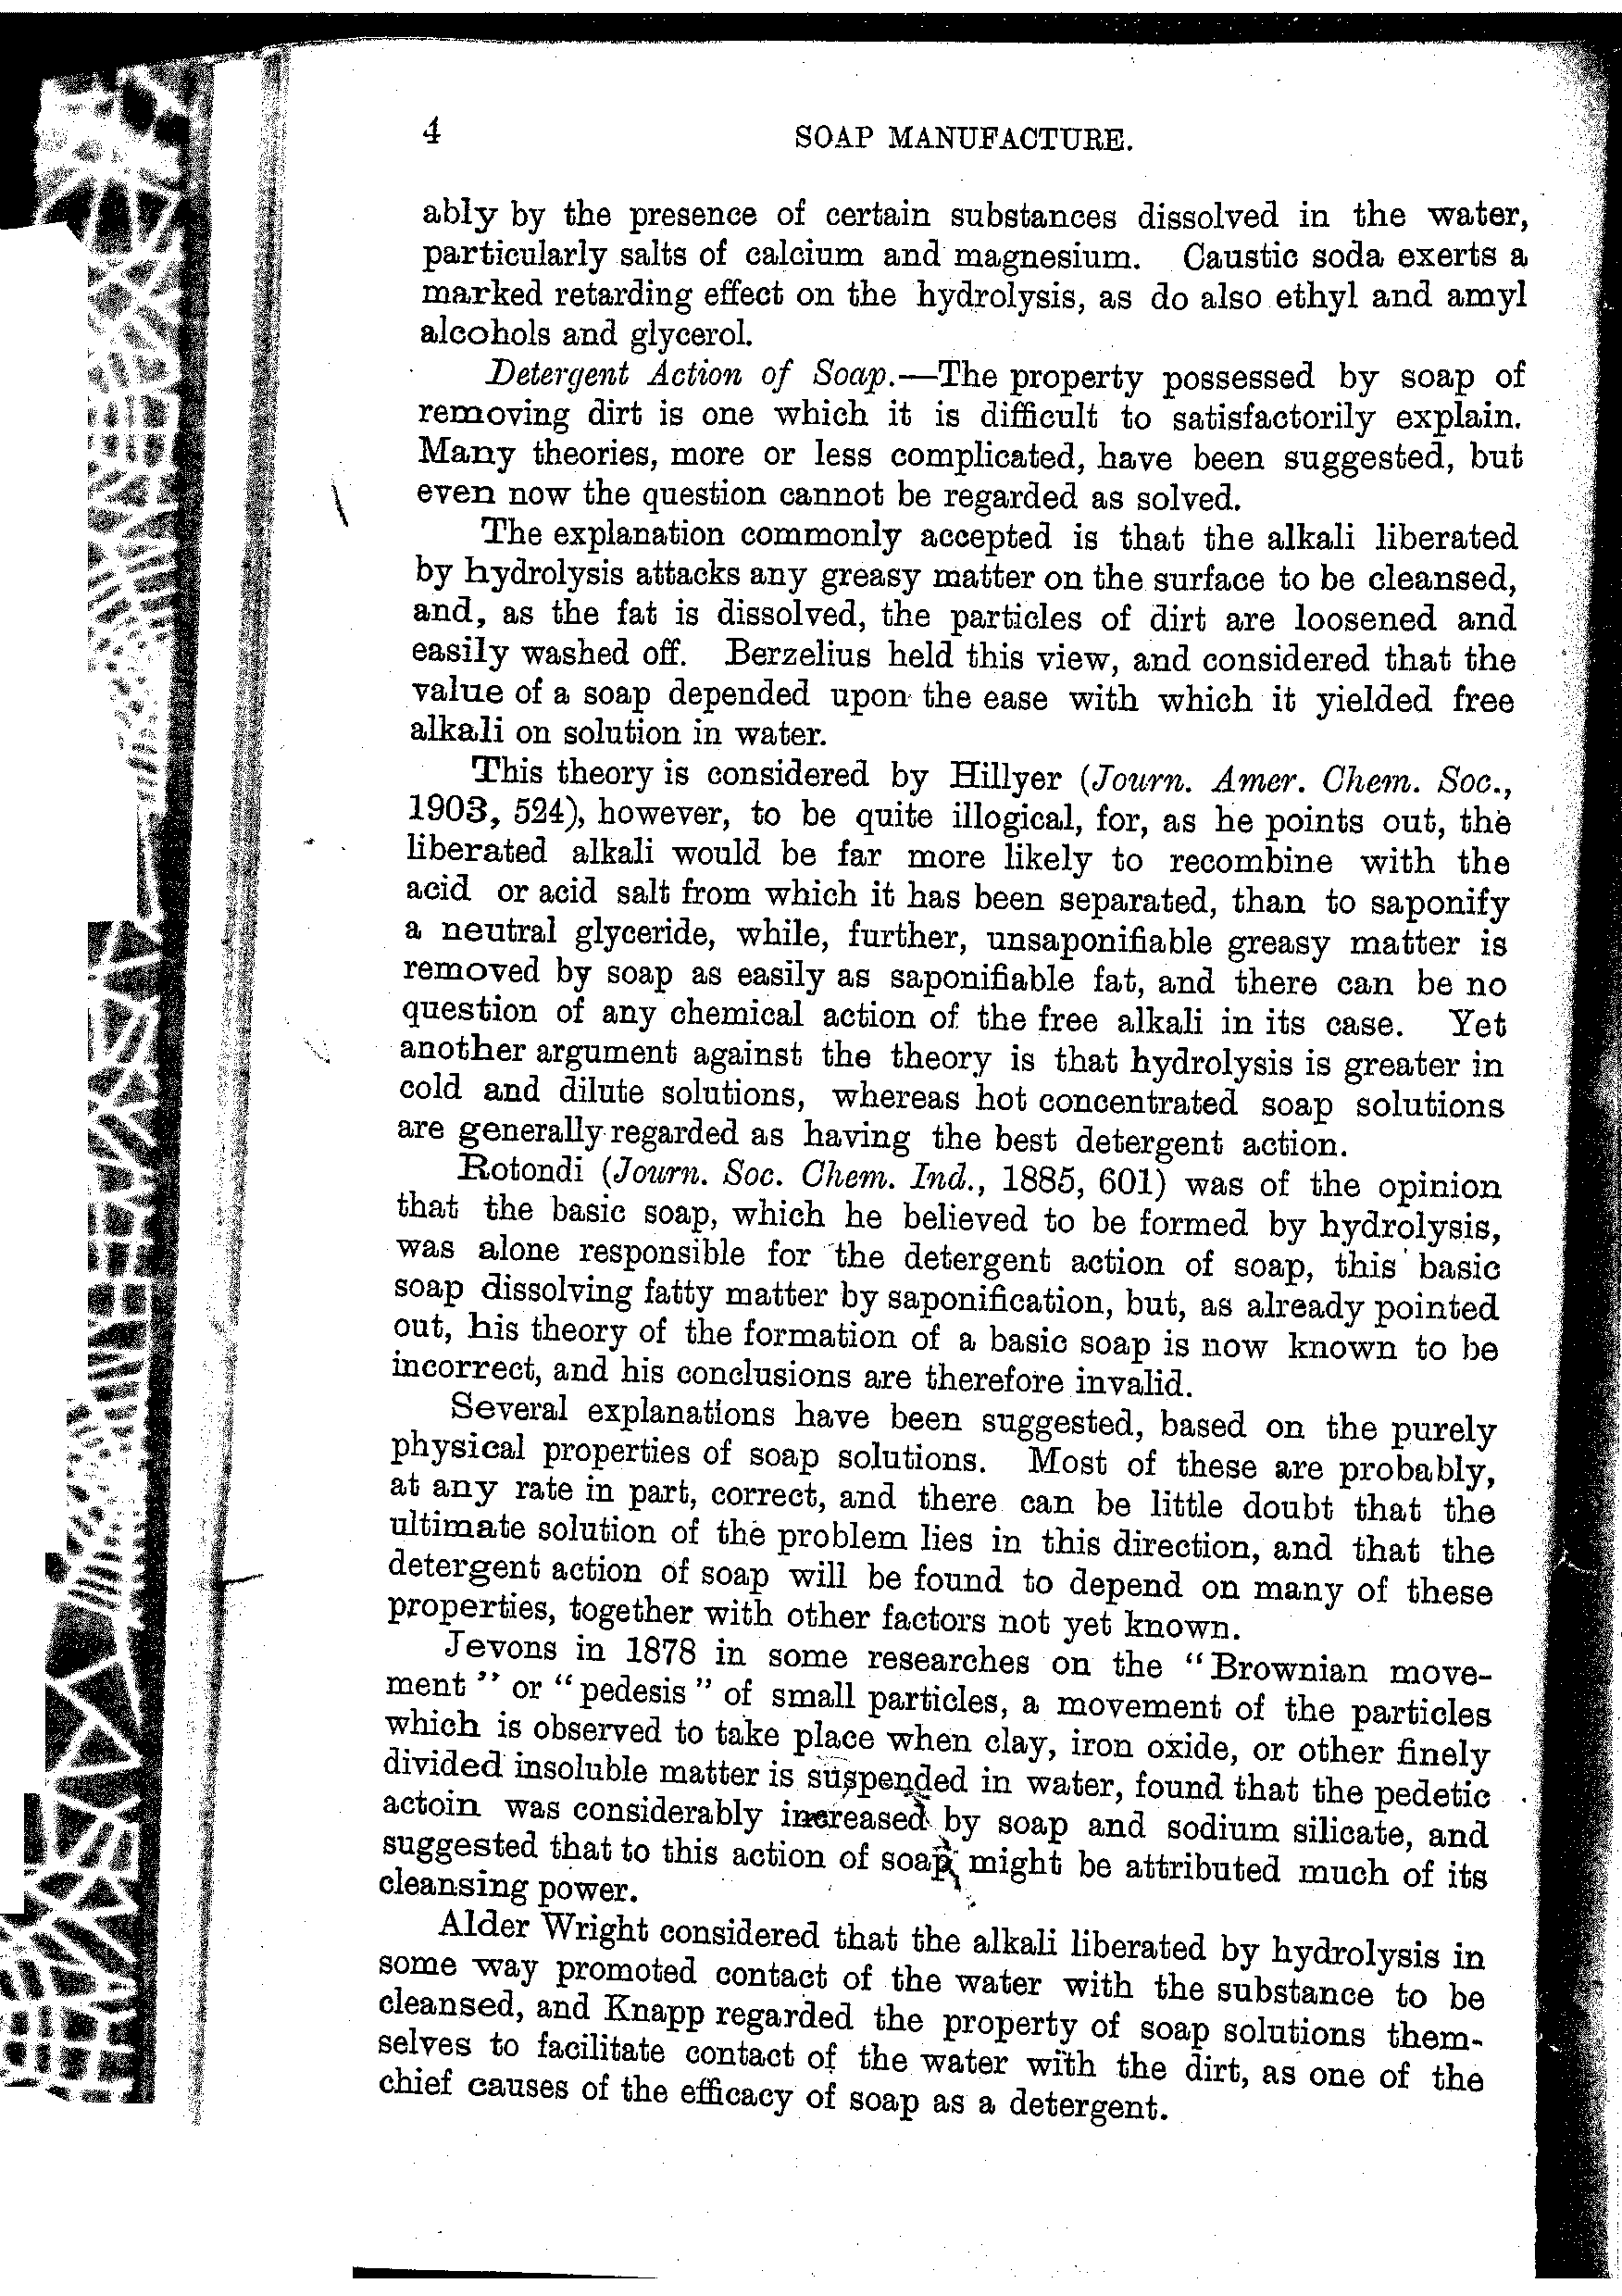 4 SOAP MANUFACTURE.
ably by the presence of certain substances dissolved in the water,
particularly salts of calcium and magnesium. Caustic soda exerts a
marked retarding effect on the hydrolysis, as do also ethyl and amyl
alcohols and glycerol.
Detergent Action of Soap.—The property possessed by soap of
removing dirt is one which it is difficult to satisfactorily explain.
Many theories, more or less complicated, have been suggested, but
even now the question cannot be regarded as solved.
The explanation commonly accepted is that the alkali liberated
by hydrolysis attacks any greasy matter on the surface to be cleansed,
and, as the fat is dissolved, the particles of dirt are loosened and
easily washed off. Berzelius held this view, and considered that the
value of a soap depended upon the ease with which it yielded free
alkali on solution in water.
This theory is considered by Hillyer (Journ. Amer. Chem. Soc.,
1903, 524), however, to be quite illogical, for, as he points out, the
liberated alkali would be far more likely to recombine with the
acid or acid salt from which it has been separated, than to saponify
a neutral glyceride, while, further, unsaponifiable greasy matter is
removed by soap as easily as saponifiable fat, and there can be no
question of any chemical action of the free alkali in its case. Yet
another argument against the theory is that hydrolysis is greater in
cold and dilute solutions, whereas hot concentrated soap solutions
are generally regarded as having the best detergent action.
Rotondi (Journ. Soc. Chem. Ind., 1885, 601) was of the opinion
that the basic soap, which he believed to be formed by hydrolysis,
was alone responsible for the detergent action of soap, this basic
soap dissolving fatty matter by saponification, but, as already pointed
out, his theory of the formation of a basic soap is now known to be
incorrect, and his conclusions are therefore invalid.
Several explanations have been suggested, based on the purely
physical properties of soap solutions. Most of these are probably,
at any rate in part, correct, and there can be little doubt that the
ultimate solution of the problem lies in this direction, and that the
detergent action of soap will be found to depend on many of these
properties, together with other factors not yet known.
Jevons in 1878 in some researches on the "Brownian move-
ment" or "pedesis" of small particles, a movement of the particles
which is observed to take place when clay, iron oxide, or other finely
divided insoluble matter is suspended in water, found that the pedetic
actoin was considerably increased by soap and sodium silicate, and
suggested that to this action of soap might be attributed much of its
cleansing power.
Alder Wright considered that the alkali liberated by hydrolysis in
some way promoted contact of the water with the substance to be
cleansed, and Knapp regarded the property of soap solutions them-
selves to facilitate contact of the water with the dirt, as one of the
chief causes of the efficacy of soap as a detergent.